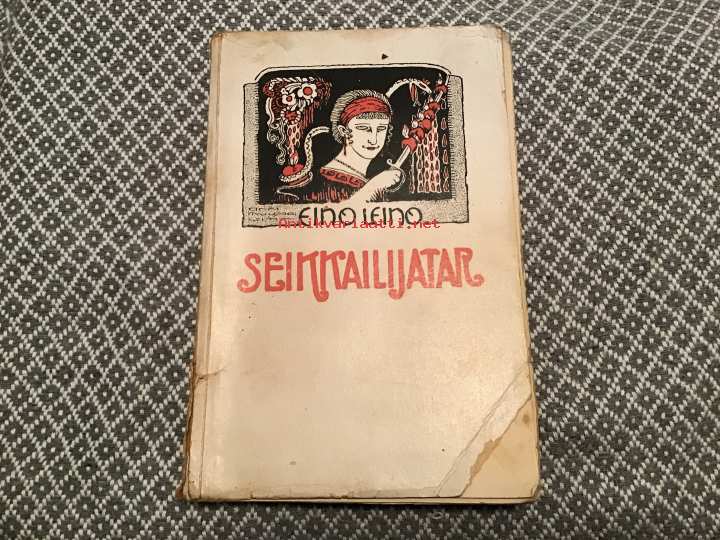 EINO LEINO
Antikvariaatti.net
SEIKKAILIJATAR